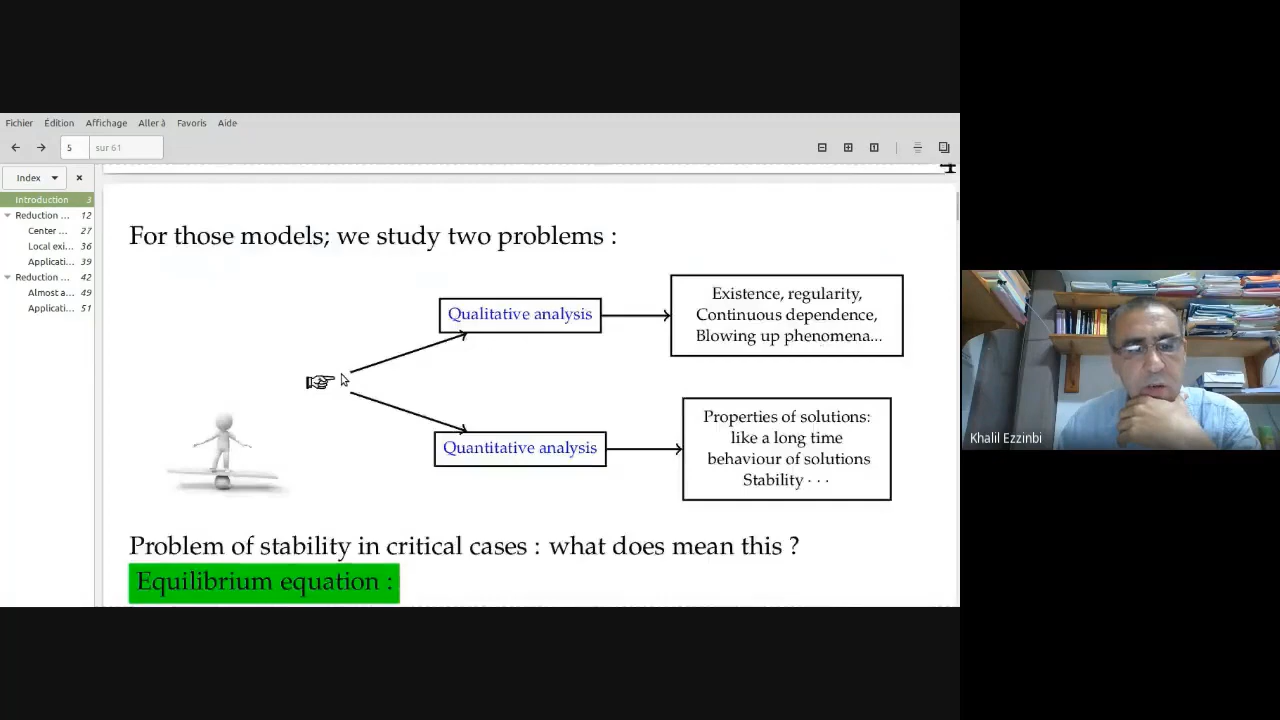 Fichier Édition Affichage Aller à Favoris Aide
5 sur 61
Index
Introduction 3
Reduction ... 12
Center ... 27
Local exi... 36
Applicati... 39
Reduction ... 42
Almost a... 49
Applicati... 51
For those models; we study two problems :
Qualitative analysis
Existence, regularity,
Continuous dependence,
Blowing up phenomena...
Quantitative analysis
Properties of solutions:
like a long time
behaviour of solutions
Stability · · ·
Problem of stability in critical cases : what does mean this ?
Equilibrium equation :
Khalil Ezzinbi